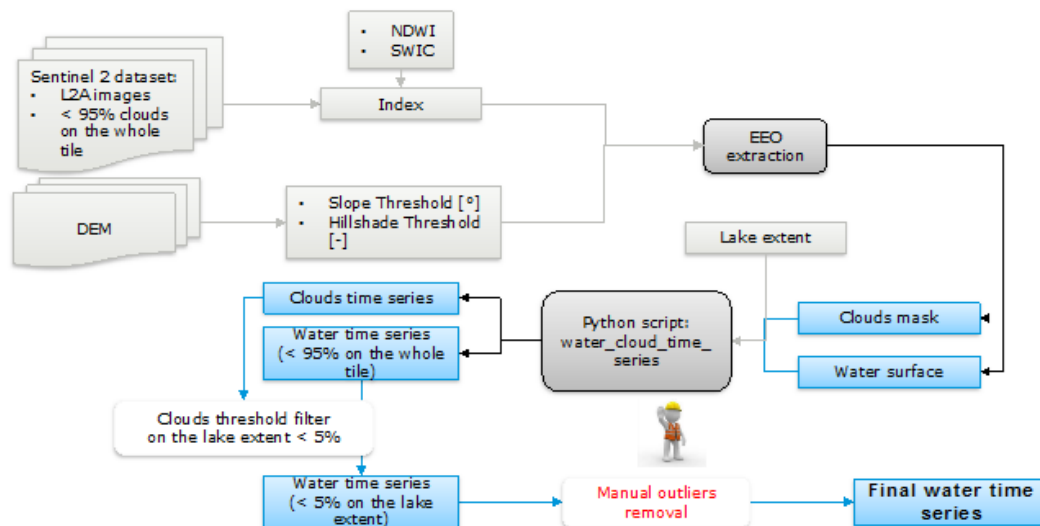 • NDWI
• SWIC
Sentinel 2 dataset:
• L2A images
• < 95% clouds
on the whole
tile
Index
EEO
extraction
DEM
• Slope Threshold [°]
• Hillshade Threshold
[-]
Lake extent
Clouds time series
Water time series
(< 95% on the whole
tile)
Python script:
water_cloud_time_
series
Clouds mask
Water surface
Clouds threshold filter
on the lake extent < 5%
Water time series
(< 5% on the lake
extent)
Manual outliers
removal
Final water time
series